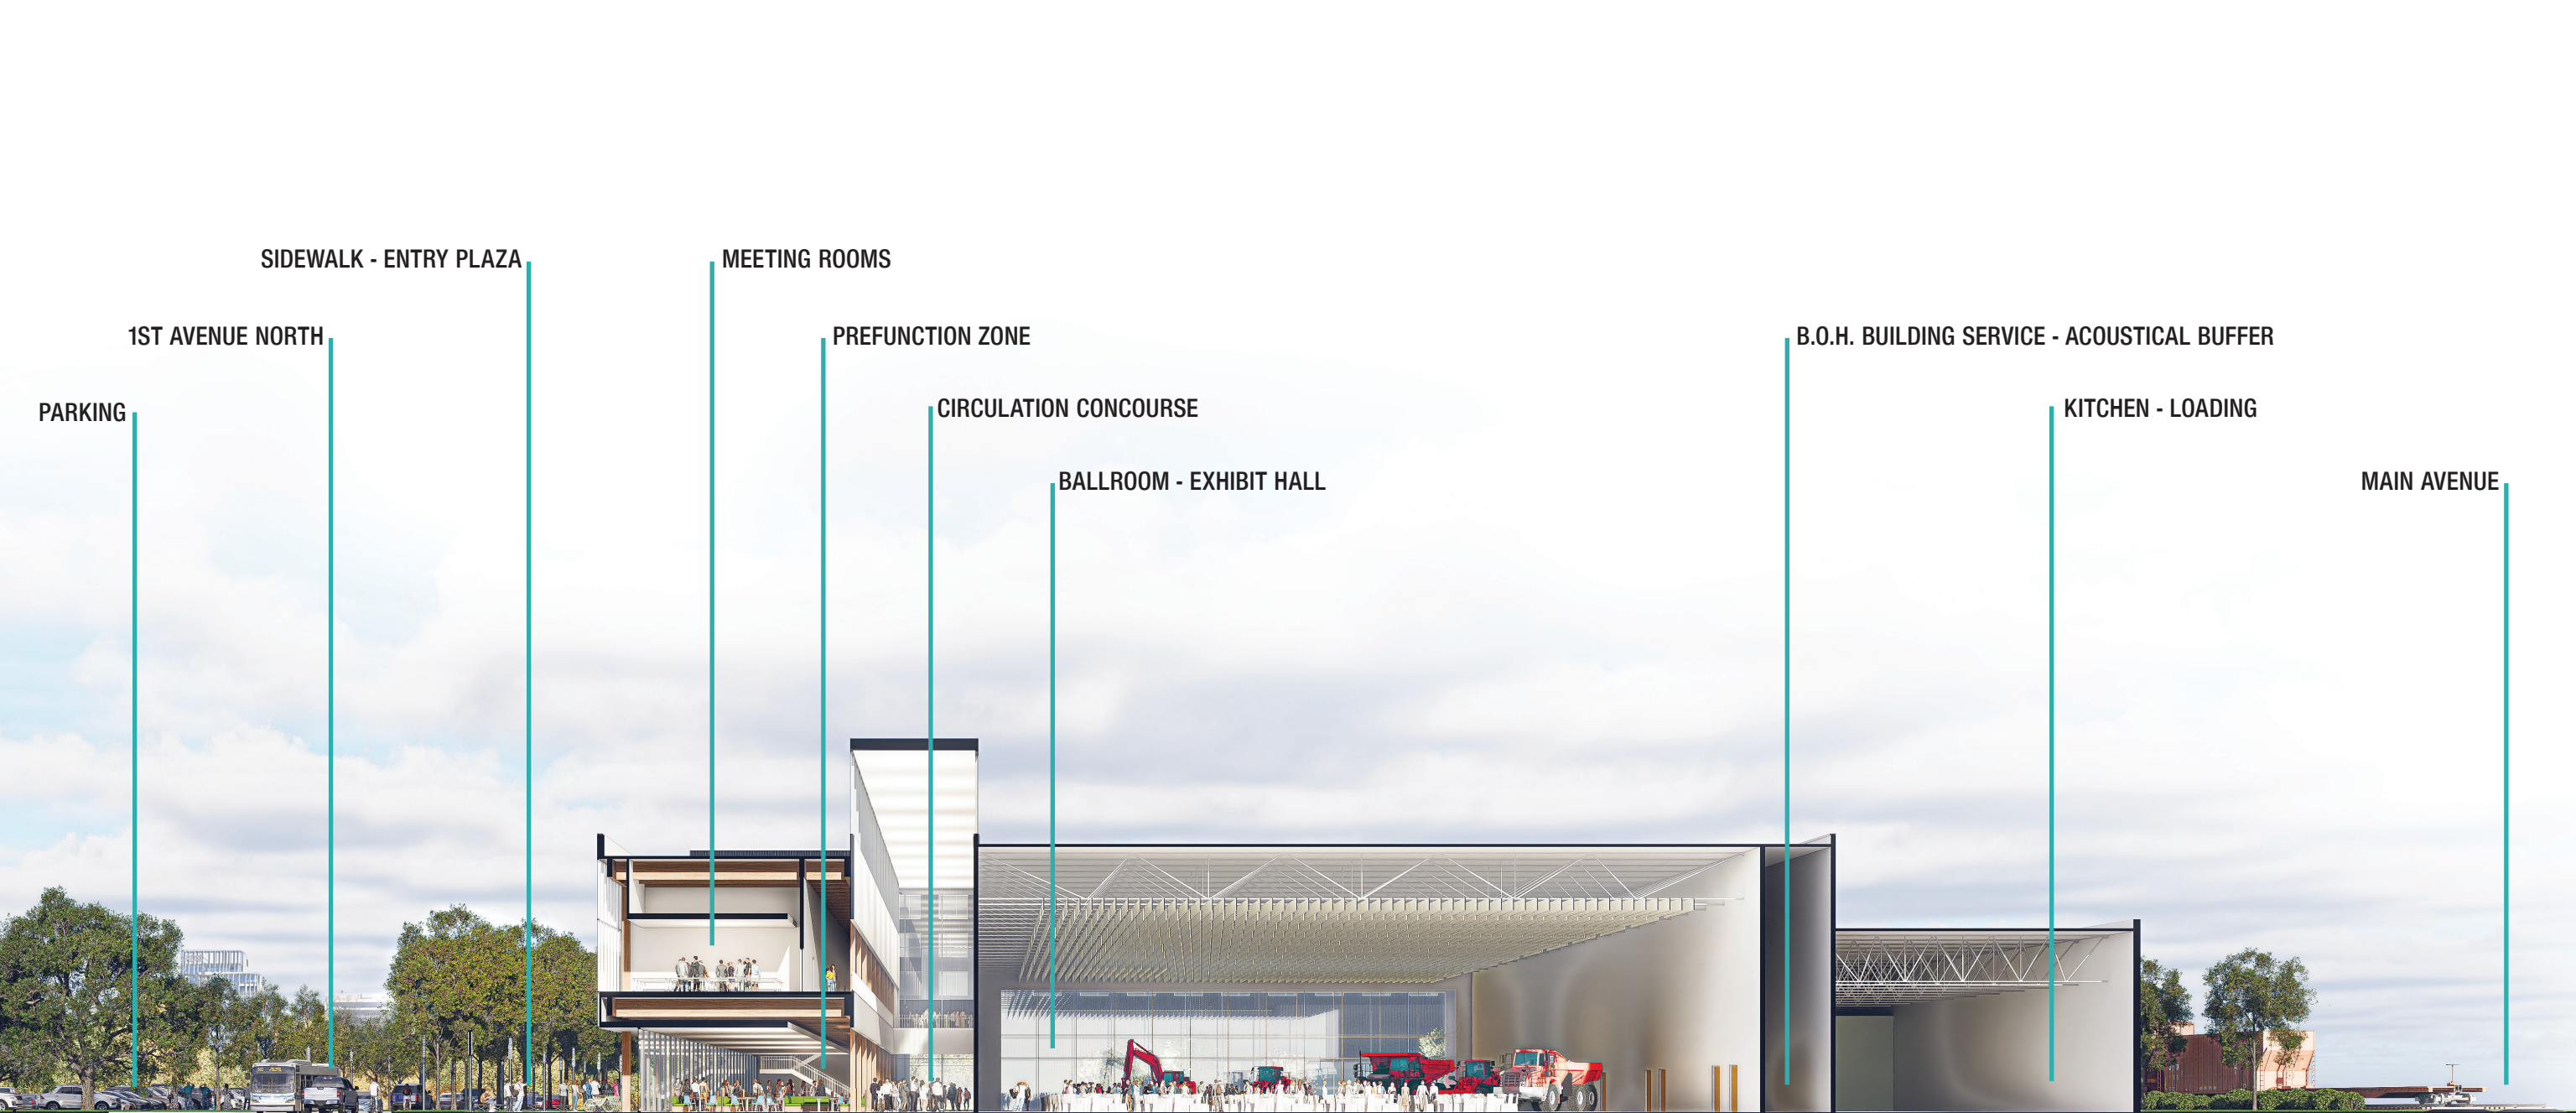 SIDEWALK - ENTRY PLAZA
MEETING ROOMS
1ST AVENUE NORTH
PREFUNCTION ZONE
B.O.H. BUILDING SERVICE - ACOUSTICAL BUFFER
PARKING
CIRCULATION CONCOURSE
KITCHEN - LOADING
BALLROOM - EXHIBIT HALL
MAIN AVENUE